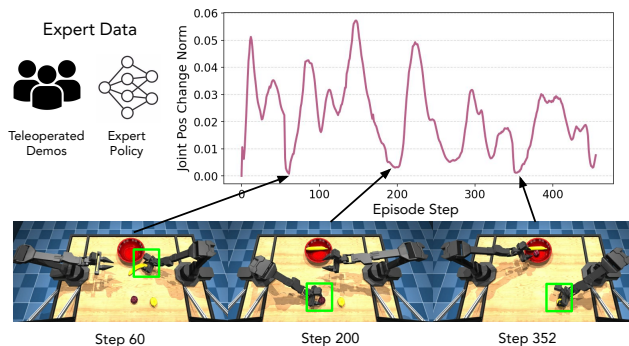 Expert Data
Teleoperated
Demos
Expert
Policy
Joint Pos Change Norm
0.06
0.05
0.04
0.03
0.02
0.01
0.00
0
100
200
300
400
Episode Step
Step 60
Step 200
Step 352